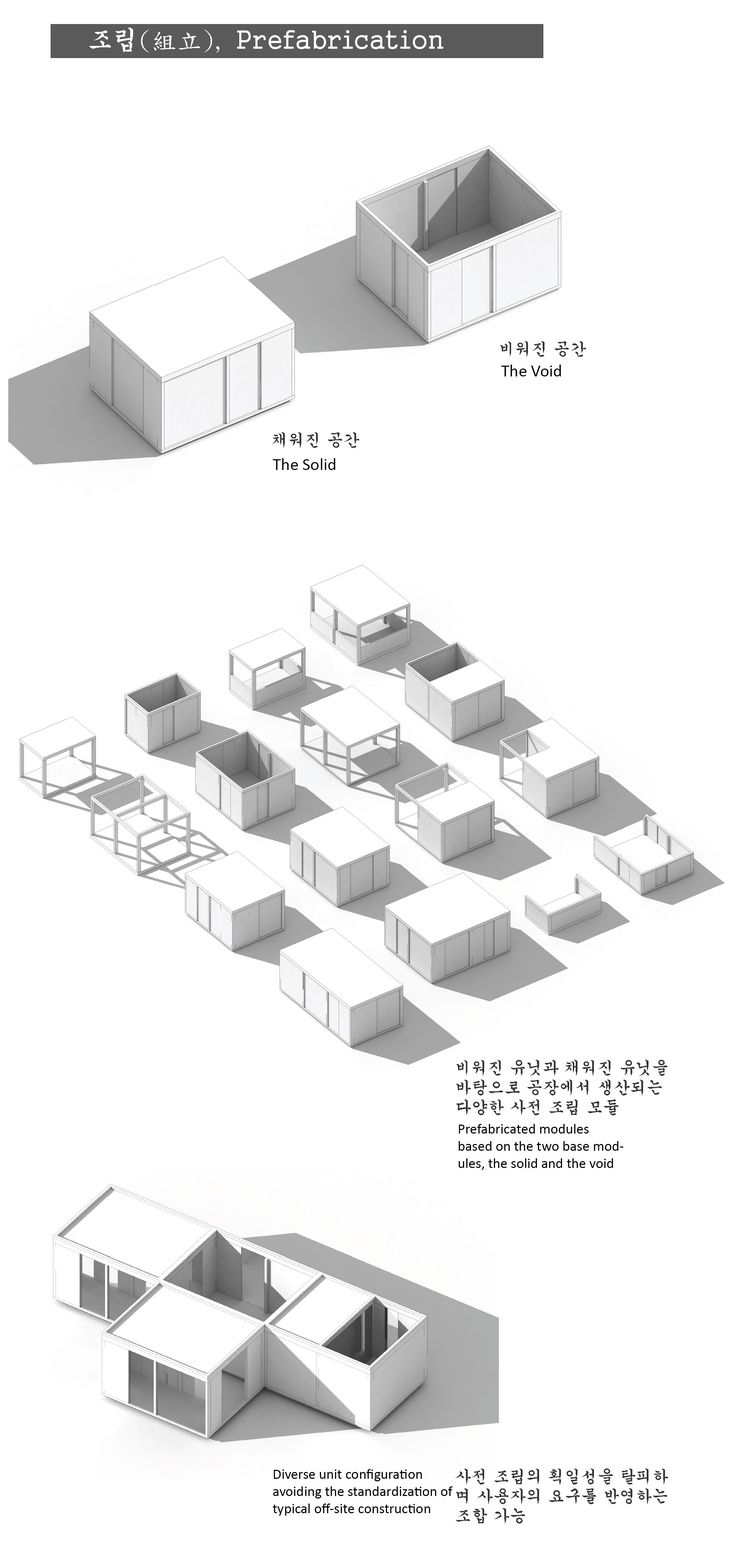 조립(組立), Prefabrication
비워진 공간
The Void
채워진 공간
The Solid
비워진 유닛과 채워진 유닛을
바탕으로 공장에서 생산되는
다양한 사전 조립 모듈
Prefabricated modules
based on the two base mod-
ules, the solid and the void
Diverse unit configuration
avoiding the standardization of
typical off-site construction
사전 조립의 획일성을 탈피하
며 사용자의 요구를 반영하는
조합 가능